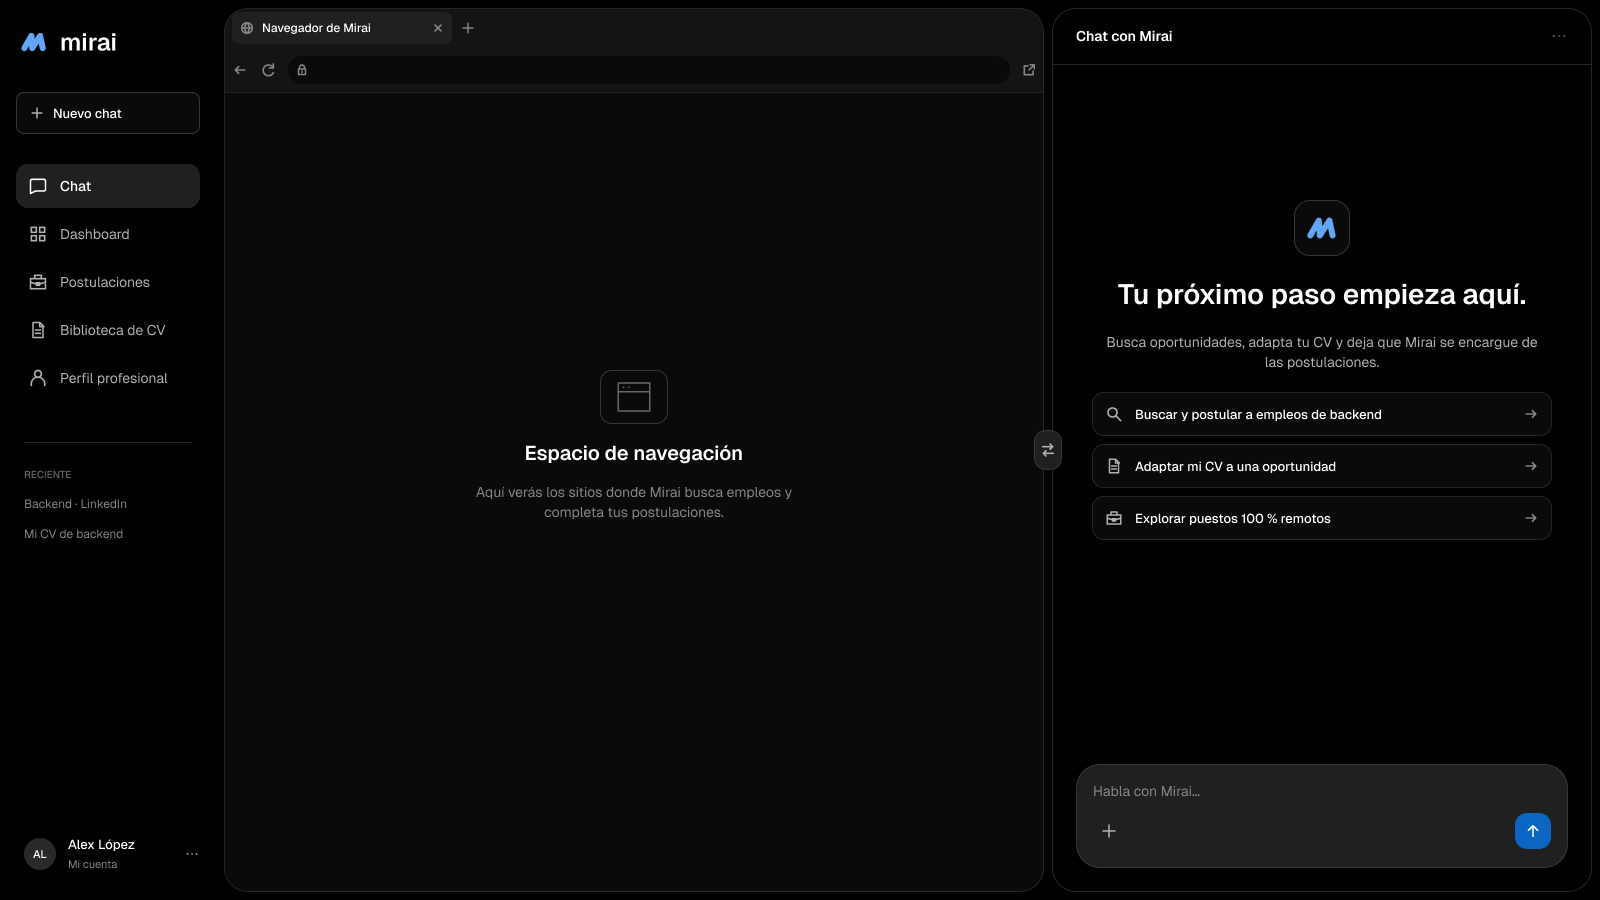 mirai
Nuevo chat
Chat
Dashboard
Postulaciones
Biblioteca de CV
Perfil profesional
RECIENTE
Backend · LinkedIn
Mi CV de backend
AL
Alex López
Mi cuenta
Navegador de Mirai
Espacio de navegación
Aquí verás los sitios donde Mirai busca empleos y
completa tus postulaciones.
Chat con Mirai
Tu próximo paso empieza aquí.
Busca oportunidades, adapta tu CV y deja que Mirai se encargue de
las postulaciones.
Buscar y postular a empleos de backend
Adaptar mi CV a una oportunidad
Explorar puestos 100 % remotos
Habla con Mirai...